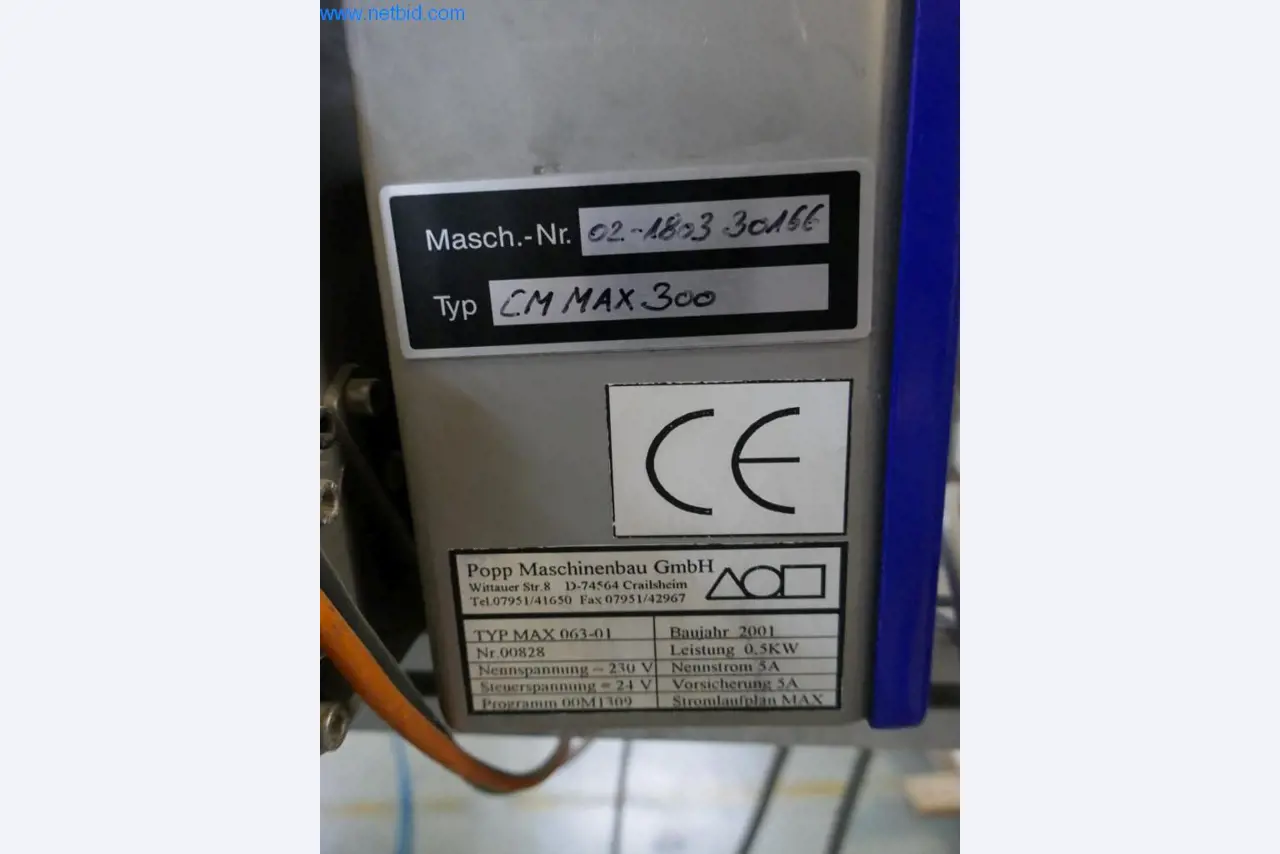 www.netbid.com
Masch.-Nr. 02-1803 30166
Typ CM MAX 300
CE
Popp Maschinenbau GmbH
Wittauer Str.8 D-74564 Crailsheim
Tel.07951/41650 Fax 07951/42967
TYP MAX 063-01 Baujahr 2001
Nr.00828 Leistung 0,5KW
Nennspannung ~ 230 V Nennstrom 5A
Steuerspannung = 24 V Vorsicherung 5A
Programm 00M1309 Stromlaufplan MAX